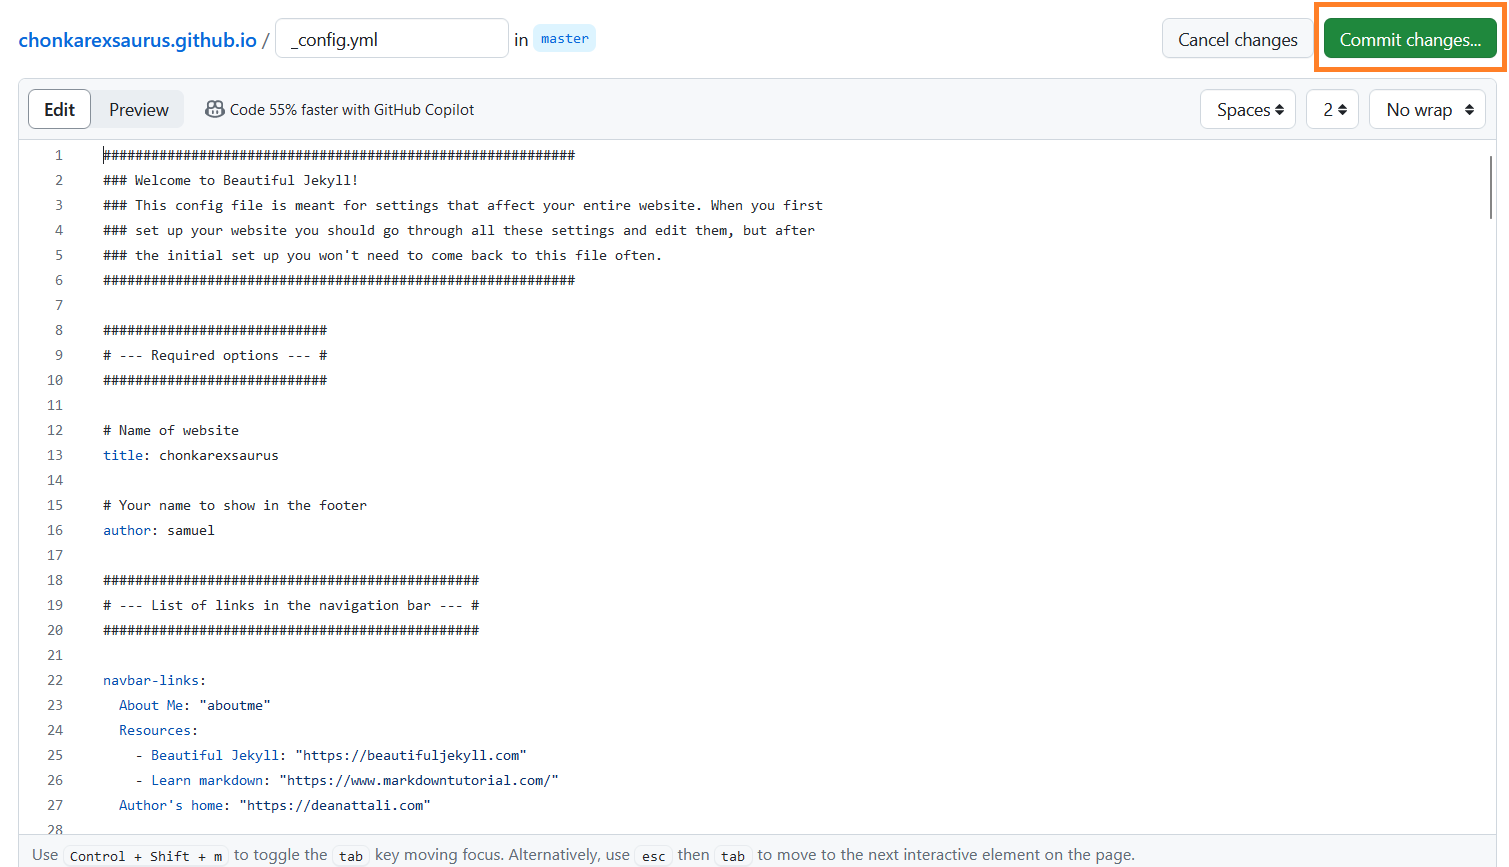 chonkarexsaurus.github.io / _config.yml in master Cancel changes Commit changes...
Edit Preview Code 55% faster with GitHub Copilot Spaces 2 No wrap
1 ###########################################################
2 ### Welcome to Beautiful Jekyll!
3 ### This config file is meant for settings that affect your entire website. When you first
4 ### set up your website you should go through all these settings and edit them, but after
5 ### the initial set up you won't need to come back to this file often.
6 ###########################################################
7
8 ############################
9 # --- Required options --- #
10 ############################
11
12 # Name of website
13 title: chonkarexsaurus
14
15 # Your name to show in the footer
16 author: samuel
17
18 ###############################################
19 # --- List of links in the navigation bar --- #
20 ###############################################
21
22 navbar-links:
23   About Me: "aboutme"
24   Resources:
25     - Beautiful Jekyll: "https://beautifuljekyll.com"
26     - Learn markdown: "https://www.markdowntutorial.com/"
27   Author's home: "https://deanattali.com"
28
Use Control + Shift + m to toggle the tab key moving focus. Alternatively, use esc then tab to move to the next interactive element on the page.